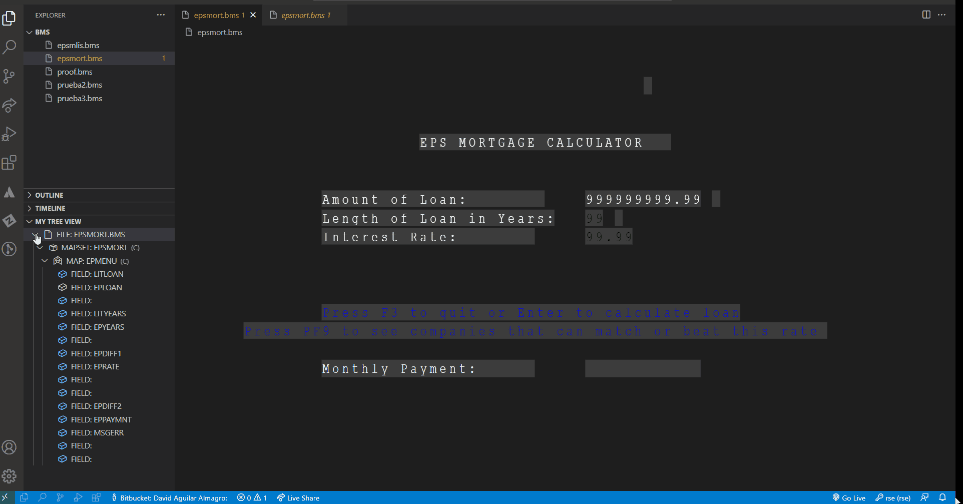 EXPLORER
epsmort.bms 1
epsmort.bms 1
epsmort.bms
BMS
epsmlis.bms
epsmort.bms 1
proof.bms
prueba2.bms
prueba3.bms
OUTLINE
TIMELINE
MY TREE VIEW
FILE: EPSMORT.BMS
MAPSET: EPSMORT (C)
MAP: EPMENU (C)
FIELD: LITLOAN
FIELD: EPLOAN
FIELD:
FIELD: LITYEARS
FIELD: EPYEARS
FIELD:
FIELD: EPDIFF1
FIELD: EPRATE
FIELD:
FIELD:
FIELD: EPDIFF2
FIELD: EPPAYMNT
FIELD: MSGERR
FIELD:
FIELD:
EPS MORTGAGE CALCULATOR
Amount of Loan: 999999999.99
Length of Loan in Years: 99
Interest Rate: 99.99
Press F3 to quit or Enter to calculate loan
Press PF9 to see companies that can match or beat this rate
Monthly Payment:
Bitbucket: David Aguilar Almagro: 0 1 Live Share Go Live rse (rse)